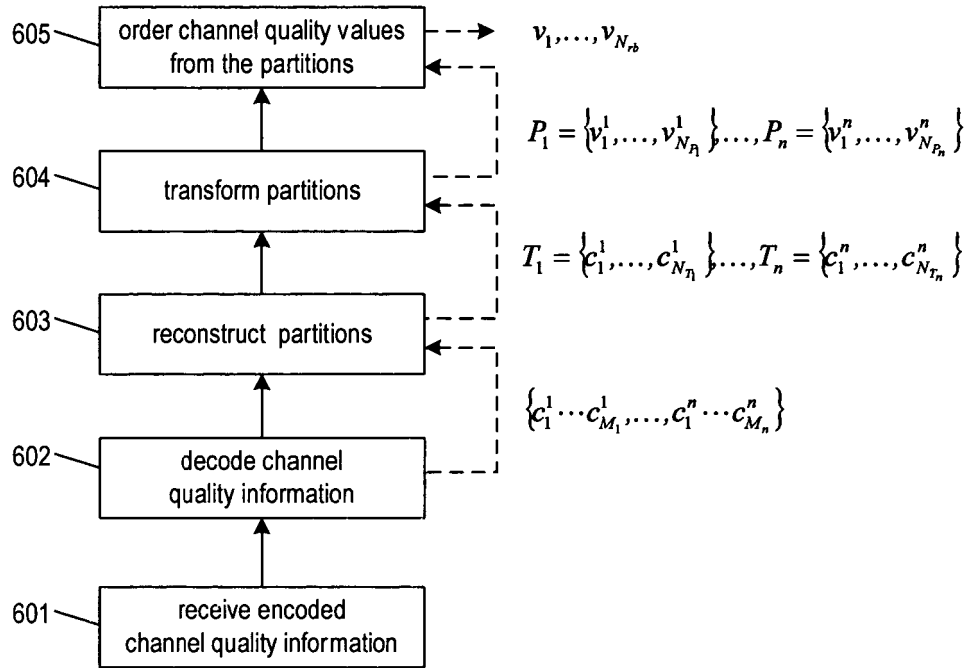 605
order channel quality values
from the partitions
v_1,…,v_{N_{rb}}
P_1 = {v_1^1,…,v_{N_{P_1}}^1},…,P_n = {v_1^n,…,v_{N_{P_n}}^n}
604
transform partitions
T_1 = {c_1^1,…,c_{N_{T_1}}^1},…,T_n = {c_1^n,…,c_{N_{T_n}}^n}
603
reconstruct partitions
{c_1^1⋯c_{M_1}^1,…,c_1^n⋯c_{M_n}^n}
602
decode channel
quality information
601
receive encoded
channel quality information